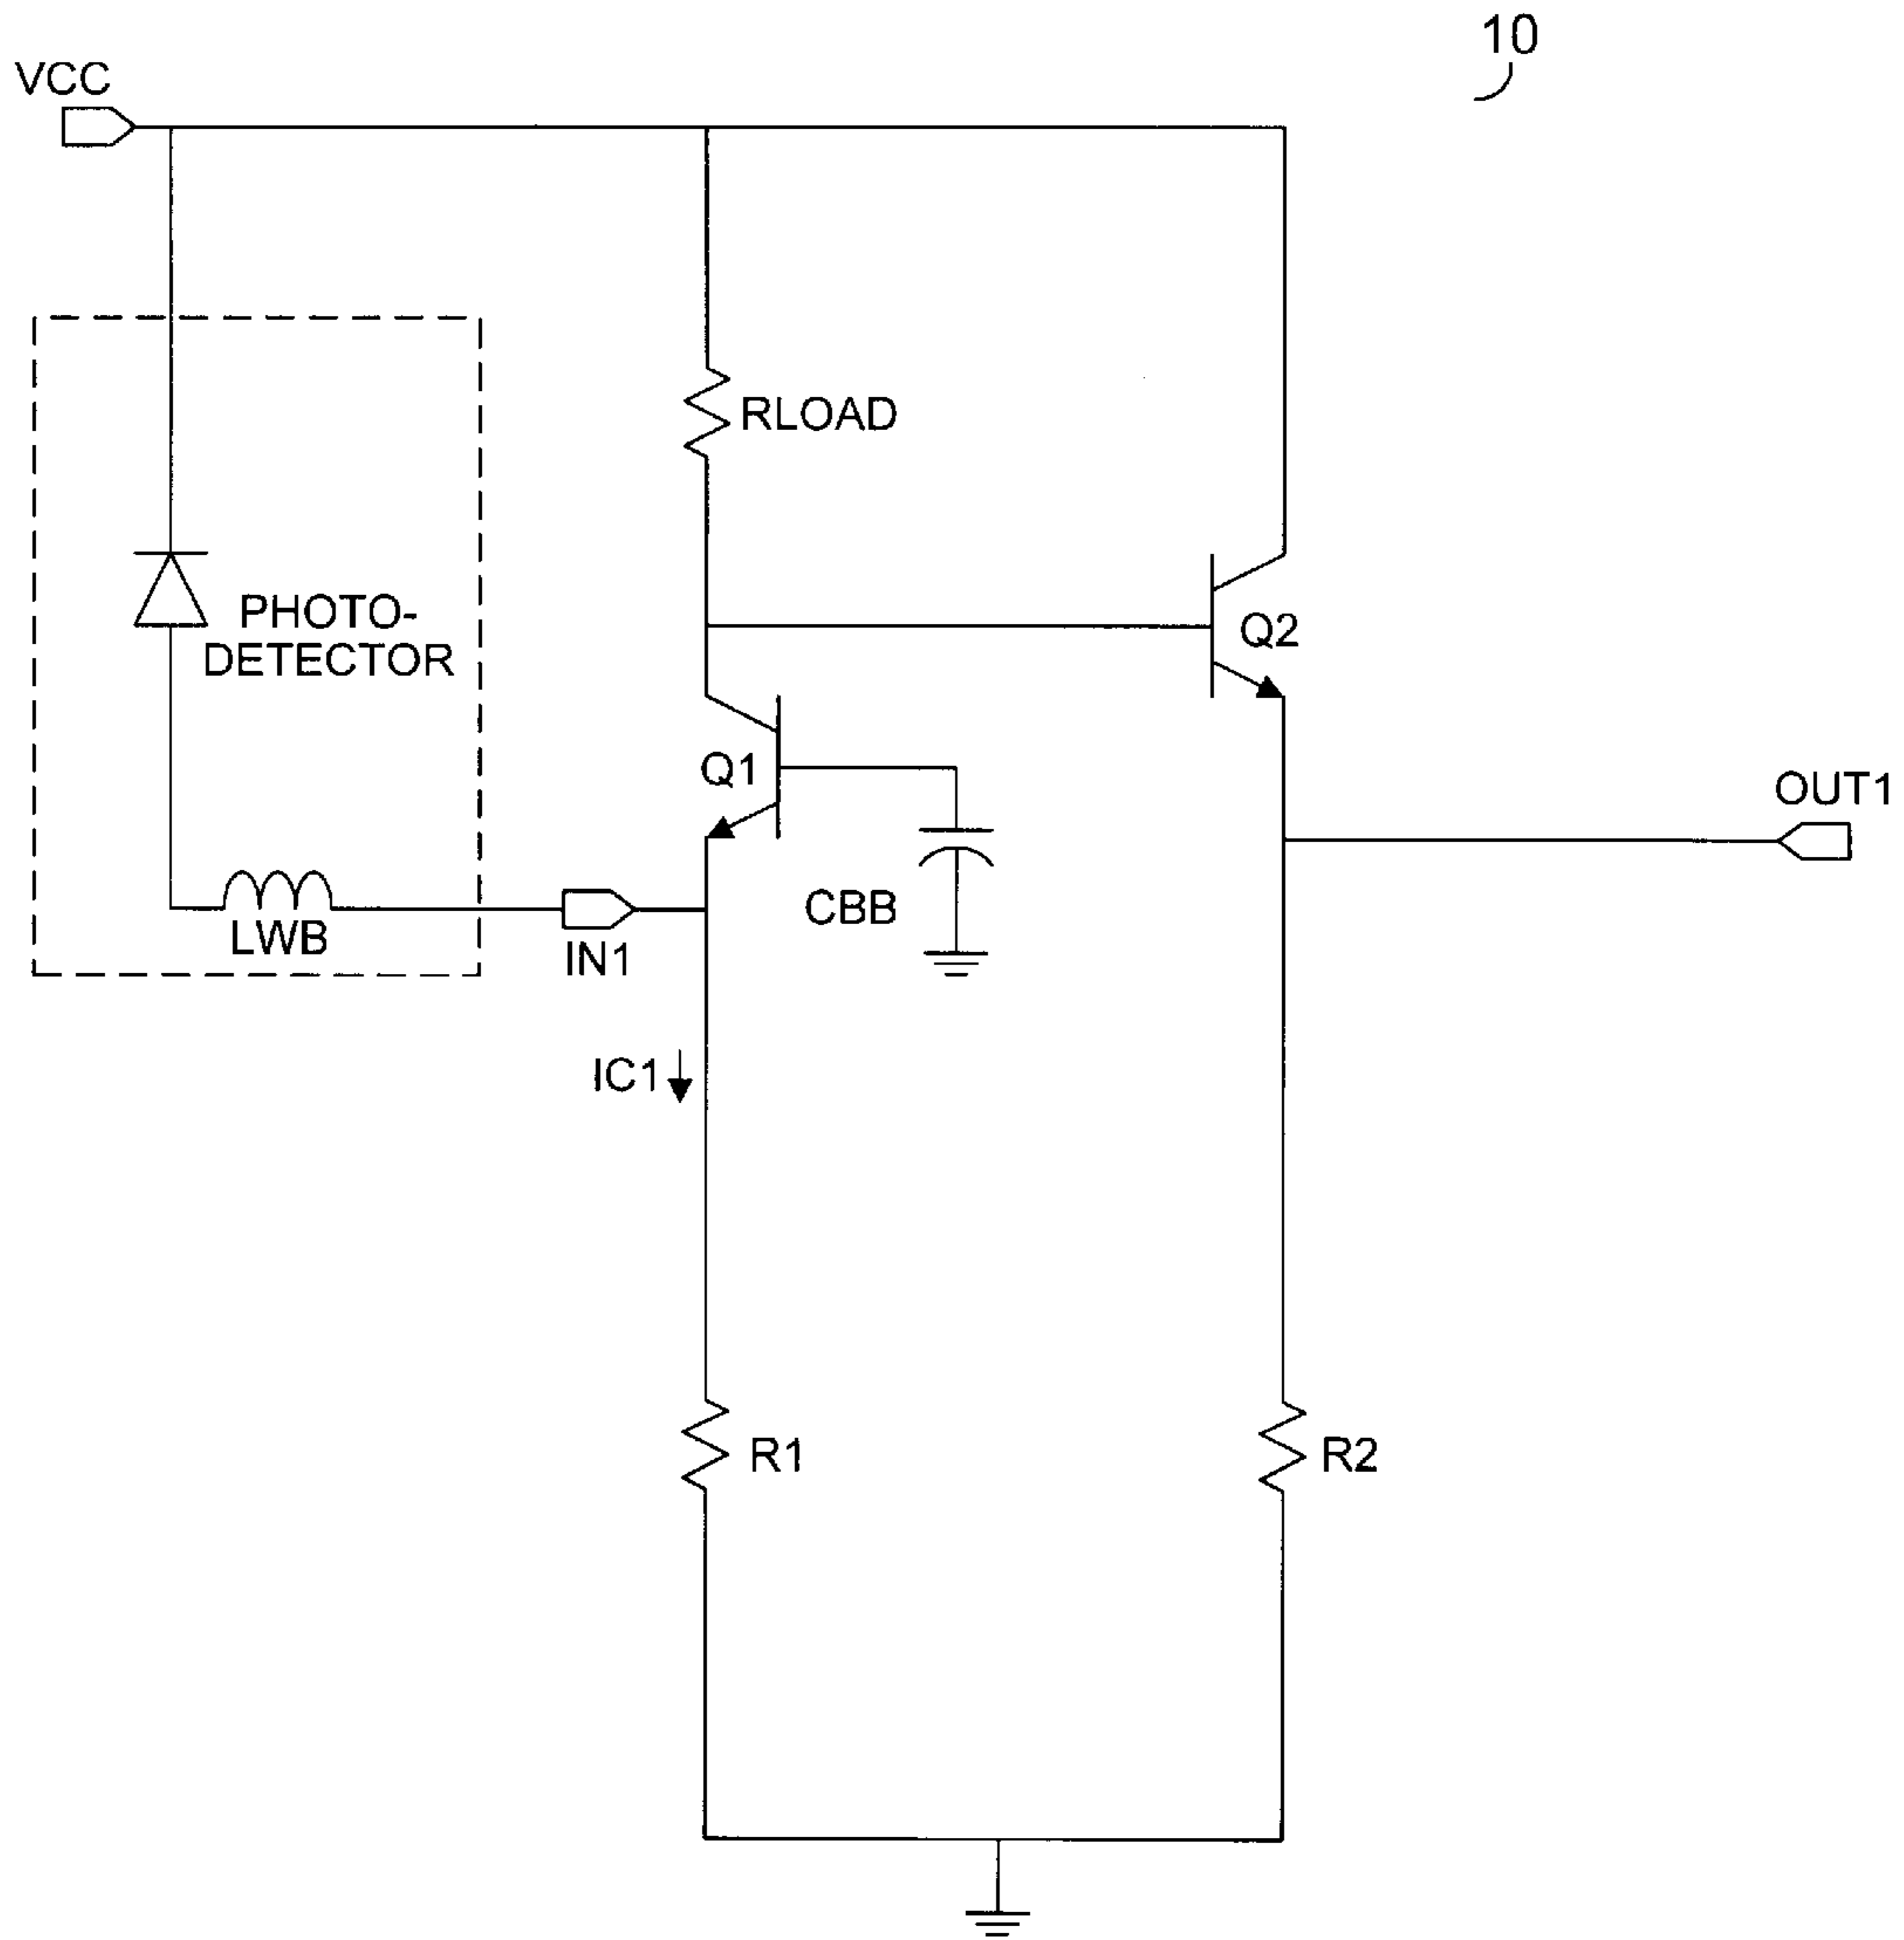 10
VCC
RLOAD
PHOTO-
DETECTOR
Q2
Q1
OUT1
CBB
LWB
IN1
IC1
R1
R2